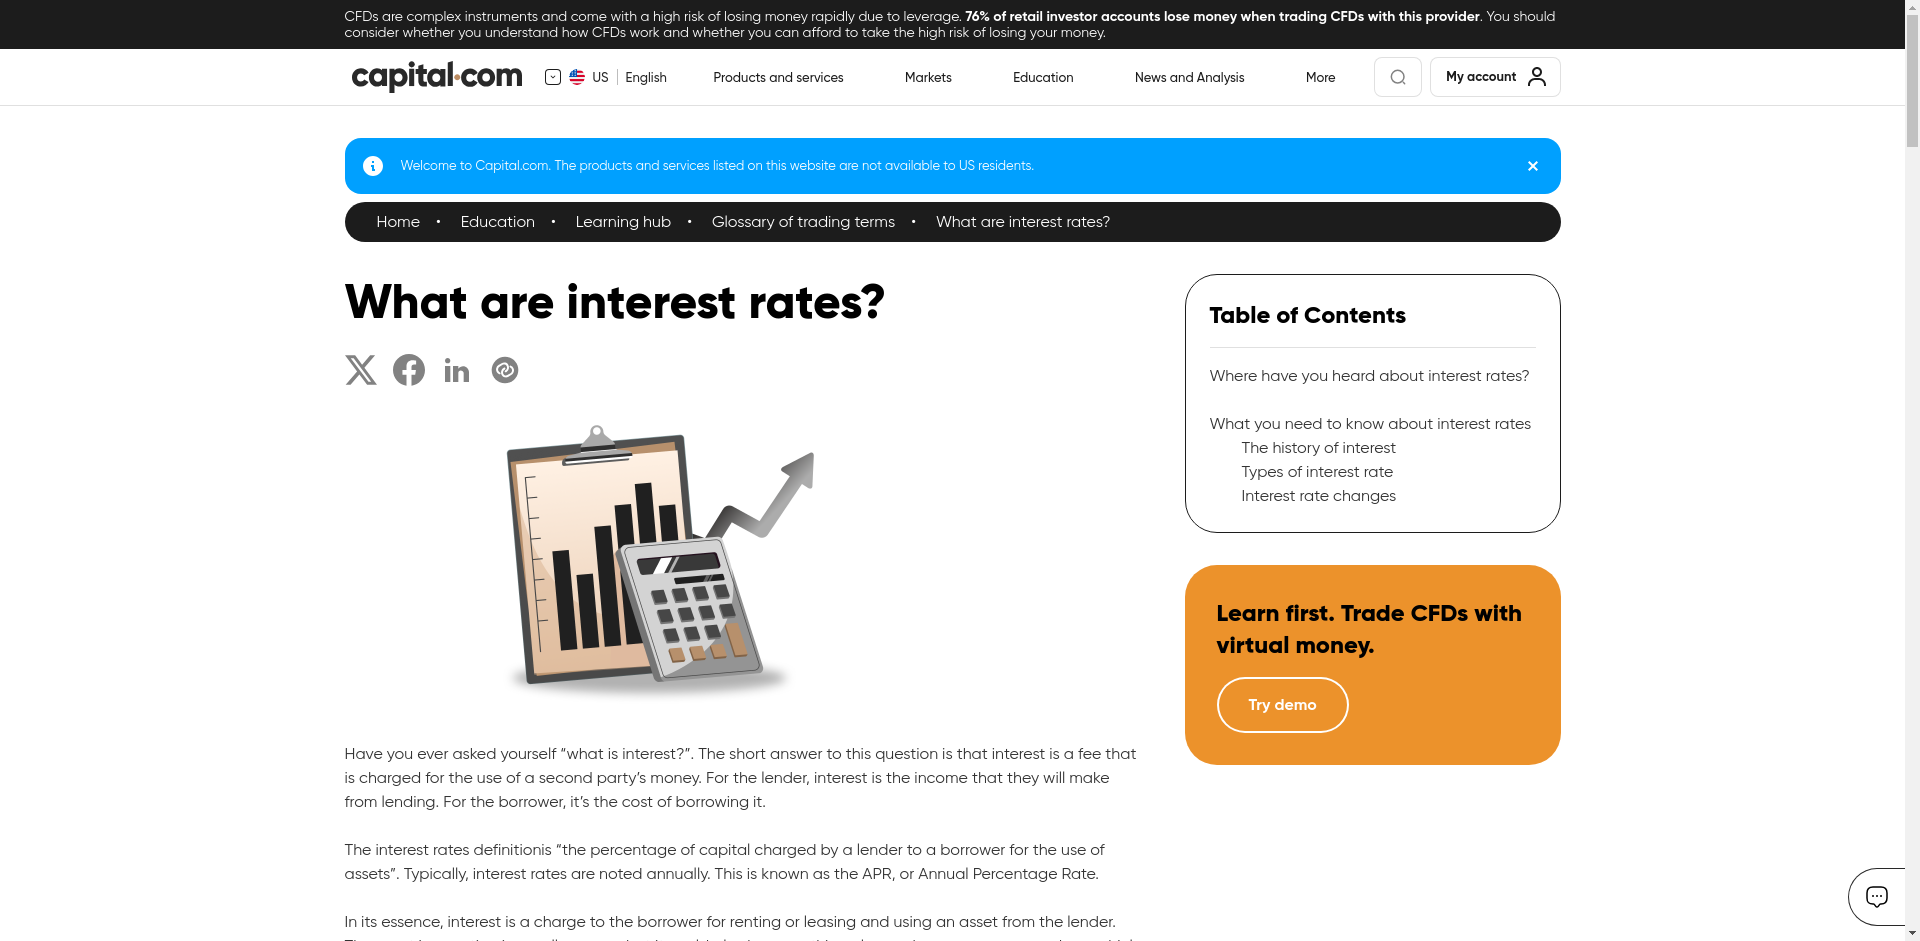 CFDs are complex instruments and come with a high risk of losing money rapidly due to leverage. 76% of retail investor accounts lose money when trading CFDs with this provider. You should
consider whether you understand how CFDs work and whether you can afford to take the high risk of losing your money.
capital.com
US English
Products and services
Markets
Education
News and Analysis
More
My account
Welcome to Capital.com. The products and services listed on this website are not available to US residents.
Home • Education • Learning hub • Glossary of trading terms • What are interest rates?
What are interest rates?
Have you ever asked yourself “what is interest?”. The short answer to this question is that interest is a fee that
is charged for the use of a second party’s money. For the lender, interest is the income that they will make
from lending. For the borrower, it’s the cost of borrowing it.
The interest rates definitionis “the percentage of capital charged by a lender to a borrower for the use of
assets”. Typically, interest rates are noted annually. This is known as the APR, or Annual Percentage Rate.
In its essence, interest is a charge to the borrower for renting or leasing and using an asset from the lender.
Table of Contents
Where have you heard about interest rates?
What you need to know about interest rates
The history of interest
Types of interest rate
Interest rate changes
Learn first. Trade CFDs with
virtual money.
Try demo